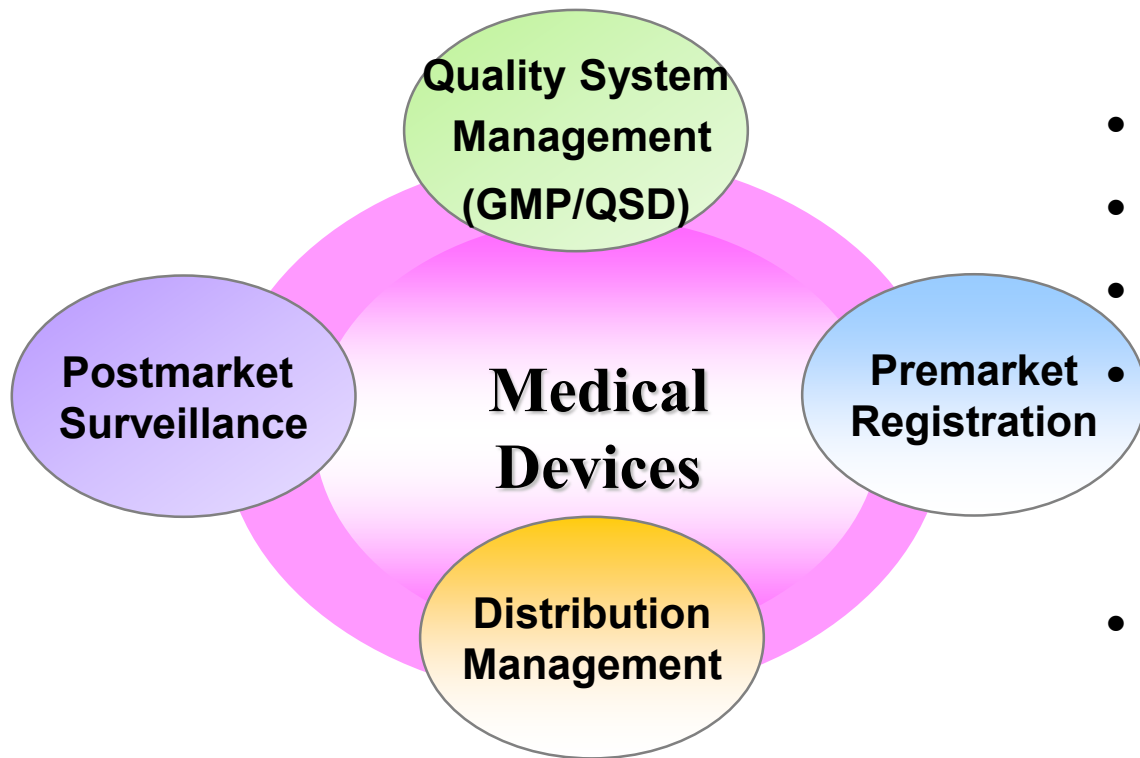 Quality System
Management
(GMP/QSD)
Postmarket
Surveillance
Medical
Devices
Premarket
Registration
Distribution
Management
•
•
•
•
•